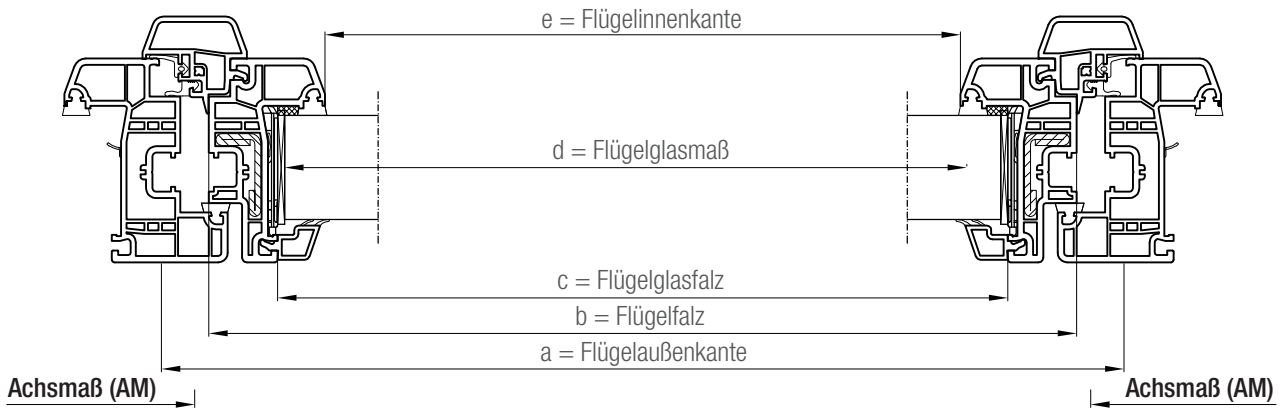 e = Flügelinnenkante
d = Flügelglasmaß
c = Flügelglasfalz
b = Flügelfalz
a = Flügelaußenkante
Achsmaß (AM)
Achsmaß (AM)